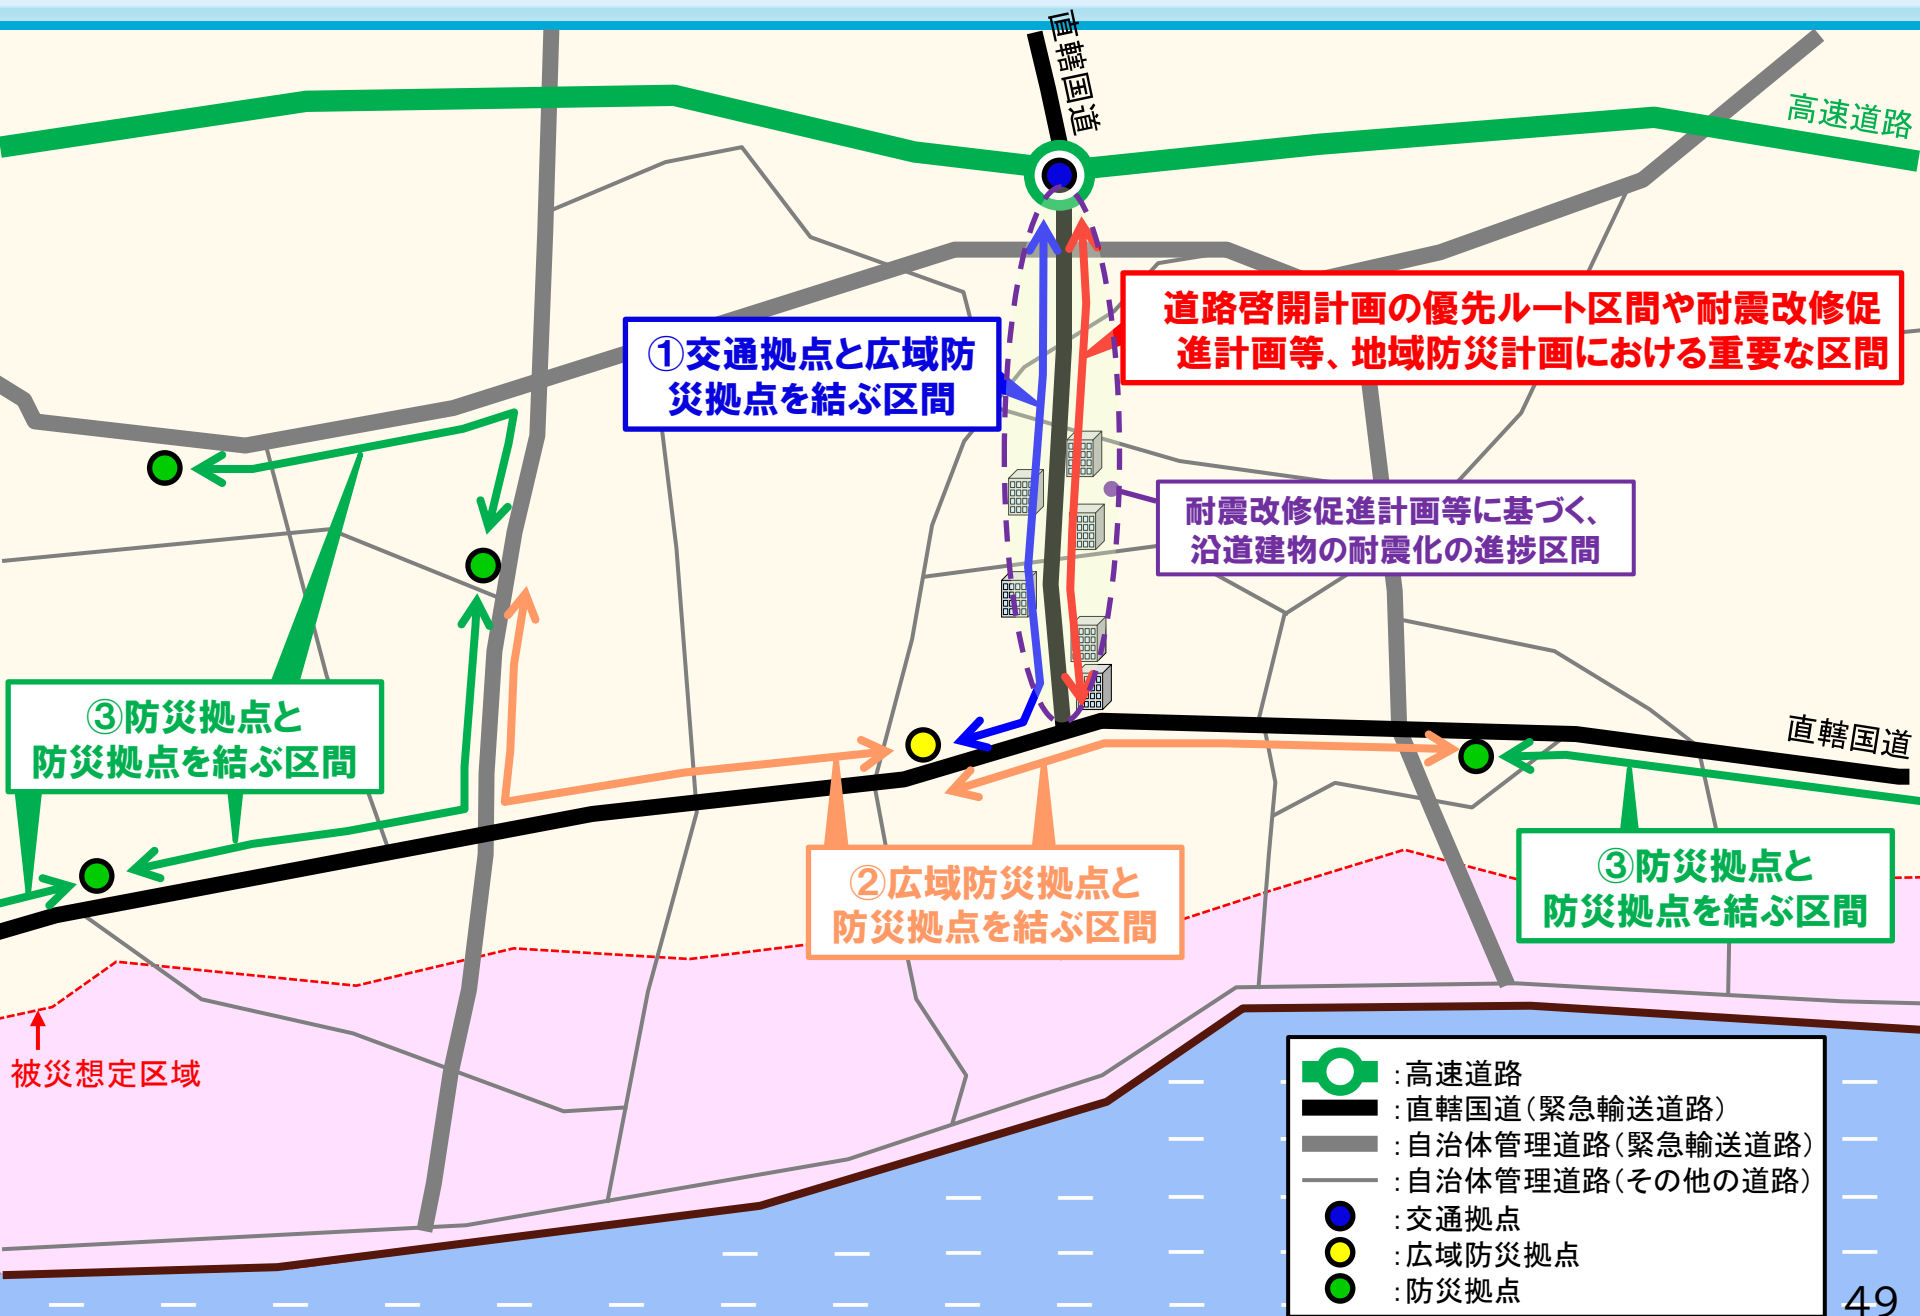 直轄国道
高速道路
道路啓開計画の優先ルート区間や耐震改修促
進計画等、地域防災計画における重要な区間
①交通拠点と広域防
災拠点を結ぶ区間
耐震改修促進計画等に基づく、
沿道建物の耐震化の進捗区間
③防災拠点と
防災拠点を結ぶ区間
直轄国道
②広域防災拠点と
防災拠点を結ぶ区間
③防災拠点と
防災拠点を結ぶ区間
被災想定区域
:高速道路
:直轄国道(緊急輸送道路)
:自治体管理道路(緊急輸送道路)
:自治体管理道路(その他の道路)
:交通拠点
:広域防災拠点
:防災拠点
49